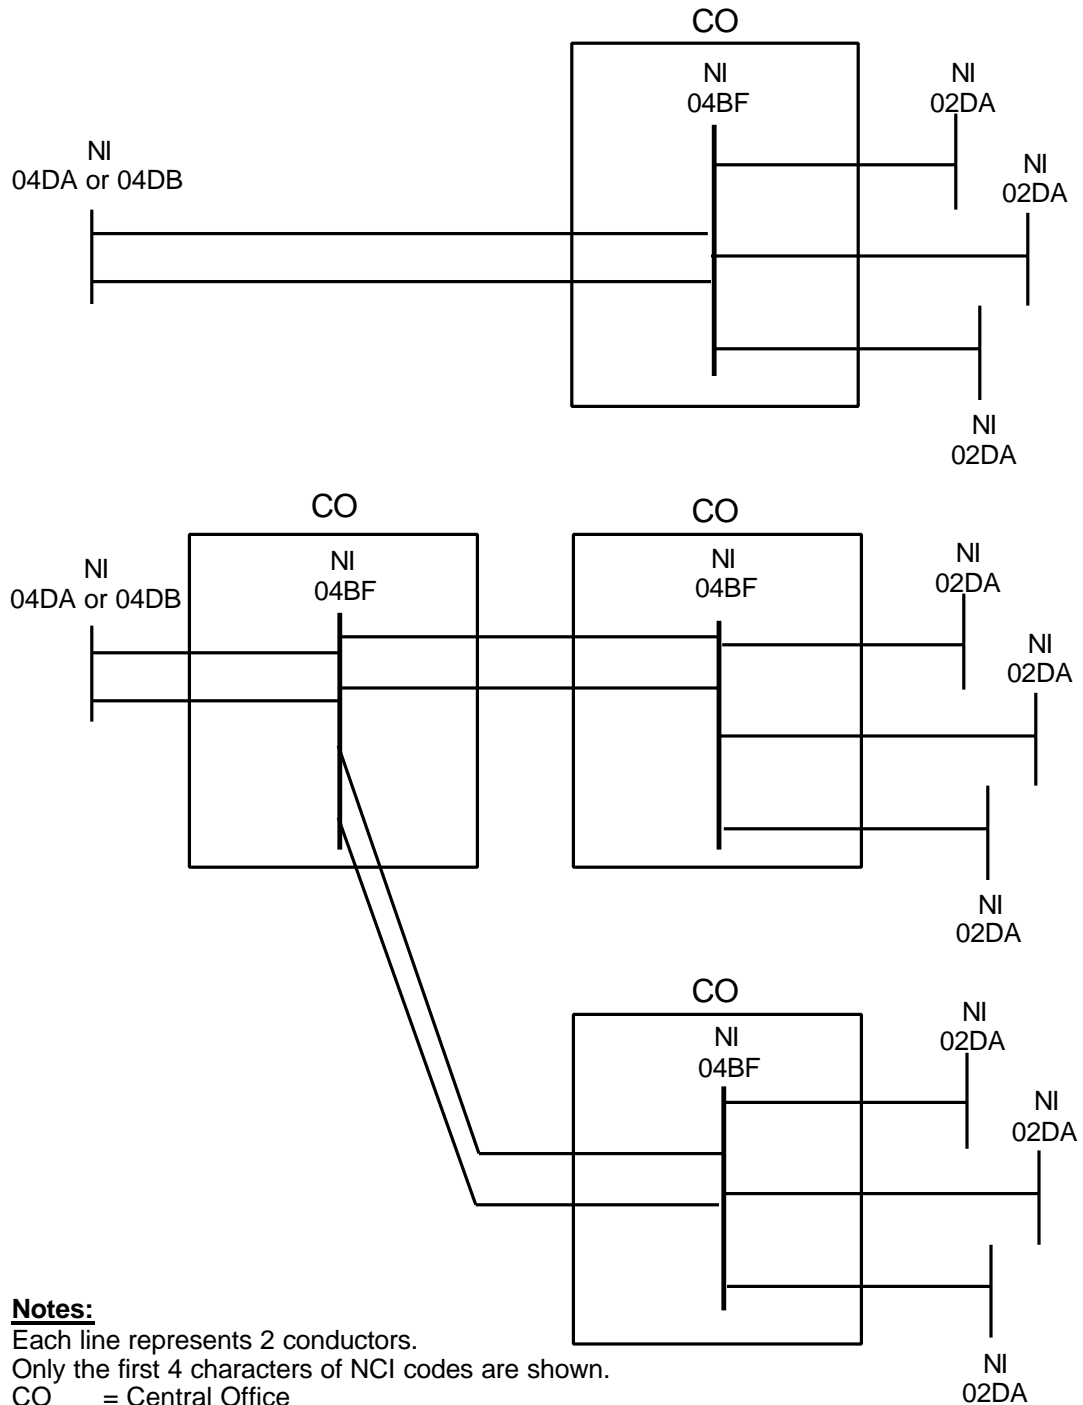 CO
NI
04BF
NI
02DA
NI
04DA or 04DB
NI
02DA
NI
02DA
CO
CO
NI
04DA or 04DB
NI
04BF
NI
04BF
NI
02DA
NI
02DA
NI
02DA
CO
NI
04BF
NI
02DA
NI
02DA
NI
02DA
Notes:
Each line represents 2 conductors.
Only the first 4 characters of NCI codes are shown.
CO = Central Office